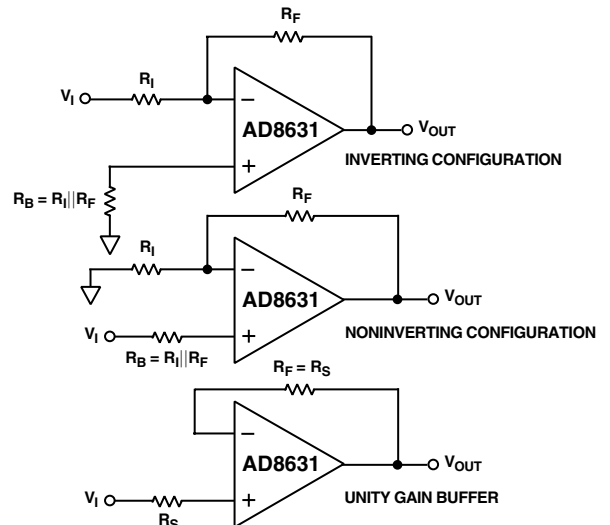 R_F
R_I
V_I
−
AD8631
+
V_OUT
INVERTING CONFIGURATION
R_B = R_I||R_F
R_F
R_I
−
AD8631
+
V_OUT
V_I
NONINVERTING CONFIGURATION
R_B = R_I||R_F
R_F = R_S
−
AD8631
+
V_OUT
V_I
UNITY GAIN BUFFER
R_S